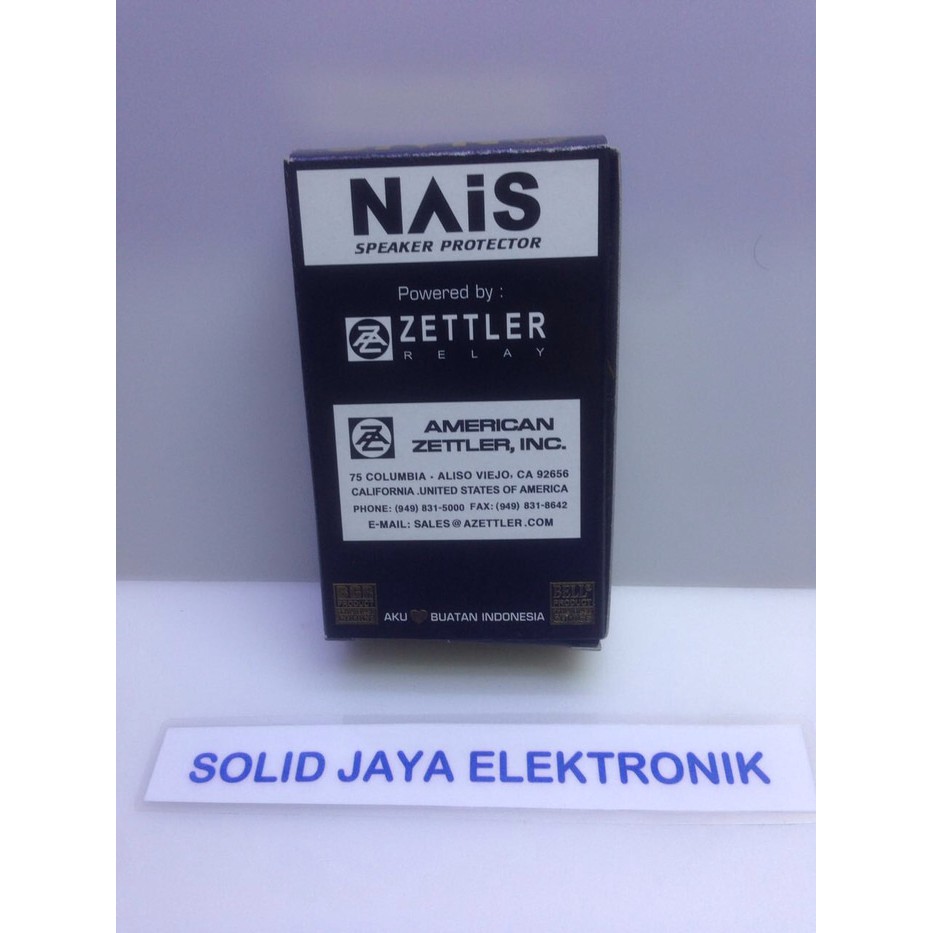 NAiS
SPEAKER PROTECTOR
Powered by :
ZETTLER
RELAY
AMERICAN
ZETTLER, INC.
75 COLUMBIA • ALISO VIEJO, CA 92656
CALIFORNIA .UNITED STATES OF AMERICA
PHONE: (949) 831-5000 FAX: (949) 831-8642
E-MAIL: SALES@AZETTLER.COM
BELL
PRODUCT
AKU BUATAN INDONESIA
SOLID JAYA ELEKTRONIK